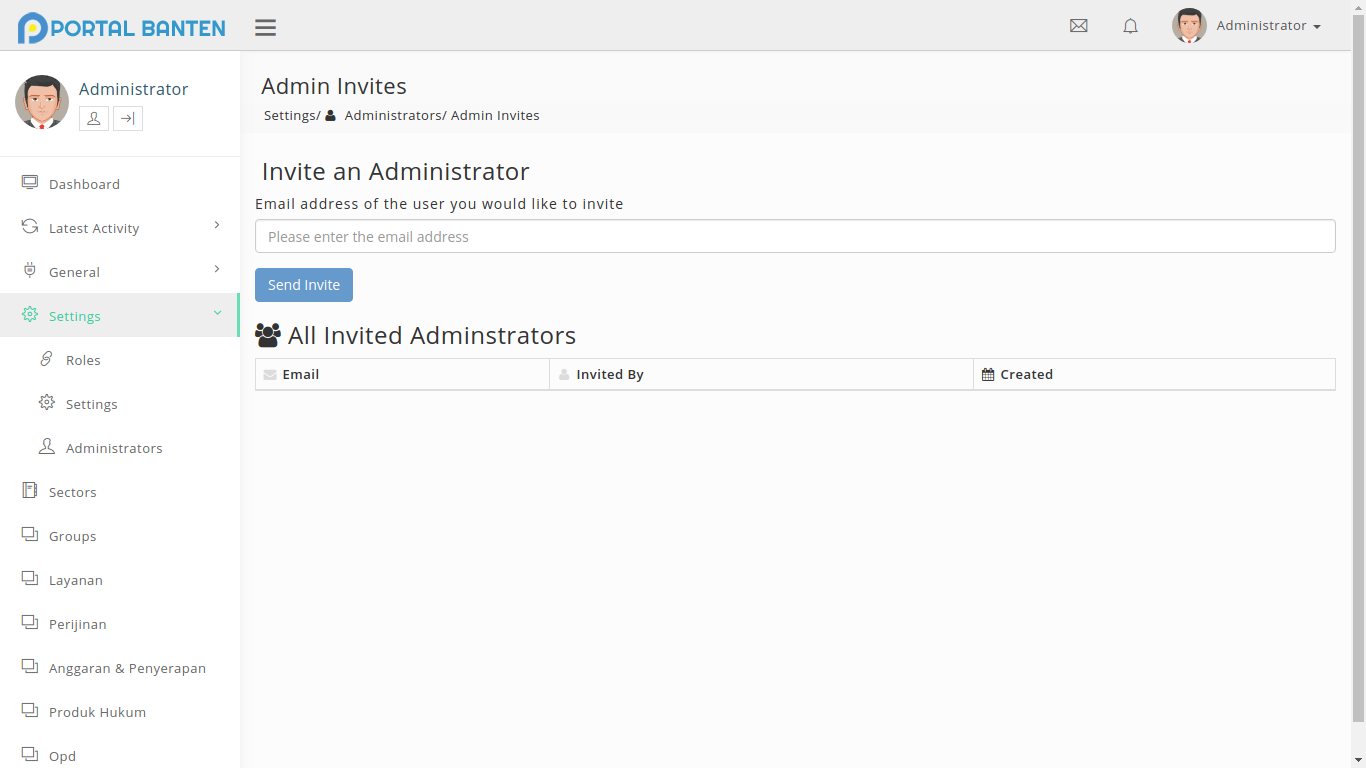 PORTAL BANTEN
Administrator
Administrator
Dashboard
Latest Activity
General
Settings
Roles
Settings
Administrators
Sectors
Groups
Layanan
Perijinan
Anggaran & Penyerapan
Produk Hukum
Opd
Admin Invites
Settings/ Administrators/ Admin Invites
Invite an Administrator
Email address of the user you would like to invite
Please enter the email address
Send Invite
All Invited Adminstrators
Email Invited By Created